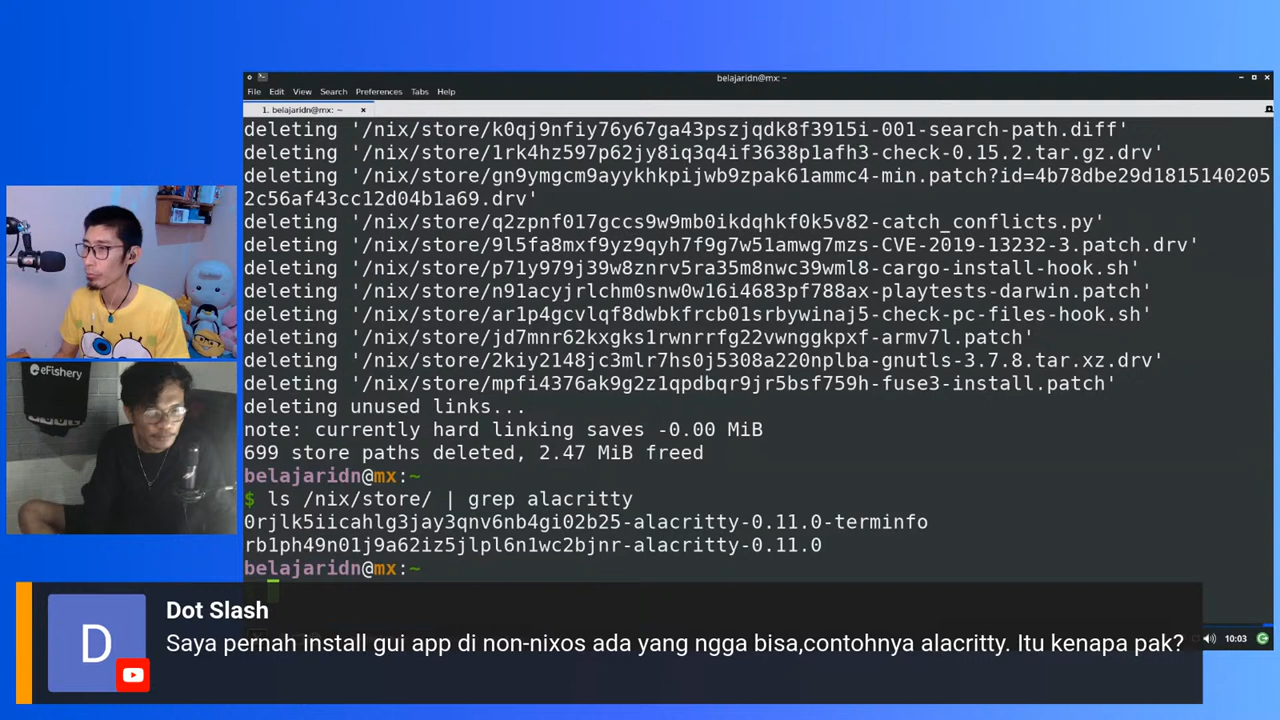 belajaridn@mx: ~
File Edit View Search Preferences Tabs Help
1. belajaridn@mx: ~
deleting '/nix/store/k0qj9nfiy76y67ga43pszjqdk8f3915i-001-search-path.diff'
deleting '/nix/store/1rk4hz597p62jy8iq3q4if3638p1afh3-check-0.15.2.tar.gz.drv'
deleting '/nix/store/gn9ymgcm9ayykhkpijwb9zpak61ammc4-min.patch?id=4b78dbe29d1815140205
2c56af43cc12d04b1a69.drv'
deleting '/nix/store/q2zpnf017gccs9w9mb0ikdqhkf0k5v82-catch_conflicts.py'
deleting '/nix/store/9l5fa8mxf9yz9qyh7f9g7w51amwg7mzs-CVE-2019-13232-3.patch.drv'
deleting '/nix/store/p71y979j39w8znrv5ra35m8nwc39wml8-cargo-install-hook.sh'
deleting '/nix/store/n91acyjrlchm0snw0w16i4683pf788ax-playtests-darwin.patch'
deleting '/nix/store/ar1p4gcvlqf8dwbkfrcb01srbywinaj5-check-pc-files-hook.sh'
deleting '/nix/store/jd7mnr62kxgks1rwnrrfg22vwnggkpxf-armv7l.patch'
deleting '/nix/store/2kiy2148jc3mlr7hs0j5308a220nplba-gnutls-3.7.8.tar.xz.drv'
deleting '/nix/store/mpfi4376ak9g2z1qpdbqr9jr5bsf759h-fuse3-install.patch'
deleting unused links...
note: currently hard linking saves -0.00 MiB
699 store paths deleted, 2.47 MiB freed
belajaridn@mx:~
$ ls /nix/store/ | grep alacritty
0rjlk5iicahlg3jay3qnv6nb4gi02b25-alacritty-0.11.0-terminfo
rb1ph49n01j9a62iz5jlpl6n1wc2bjnr-alacritty-0.11.0
belajaridn@mx:~
eFishery
10:03
D
Dot Slash
Saya pernah install gui app di non-nixos ada yang ngga bisa,contohnya alacritty. Itu kenapa pak?